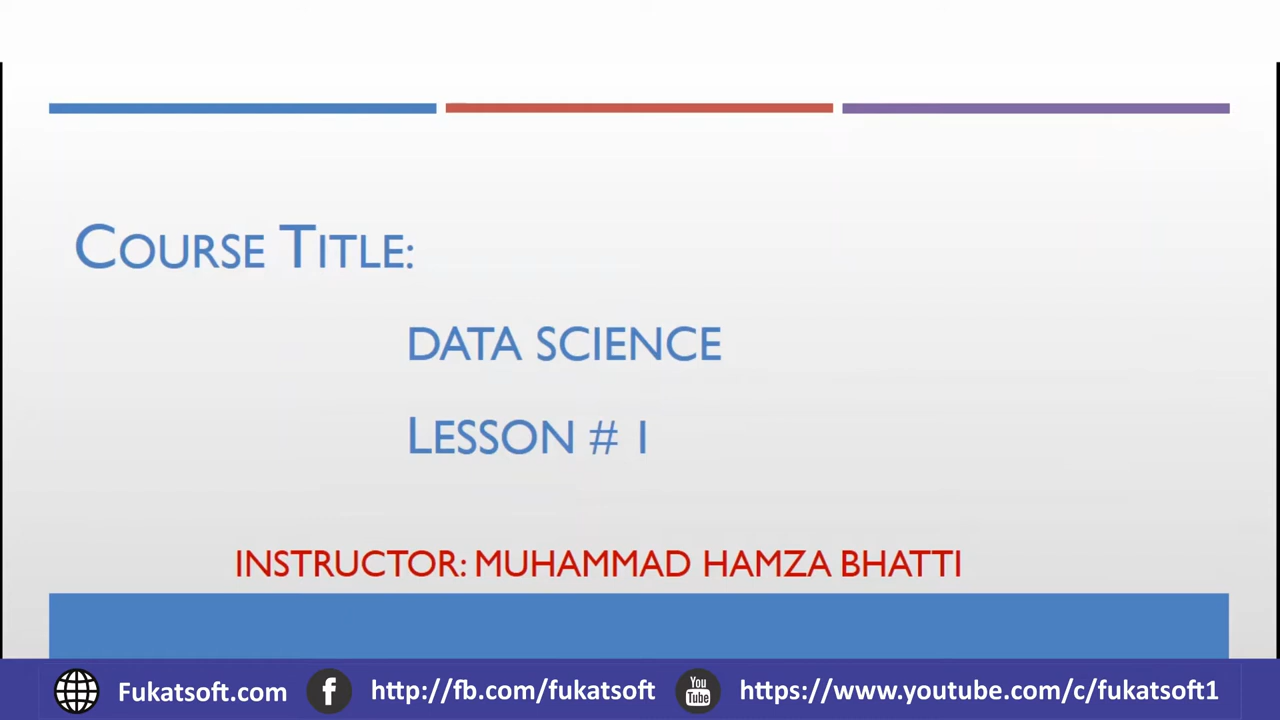 COURSE TITLE:
DATA SCIENCE
LESSON # 1
INSTRUCTOR: MUHAMMAD HAMZA BHATTI
Fukatsoft.com f http://fb.com/fukatsoft You Tube https://www.youtube.com/c/fukatsoft1